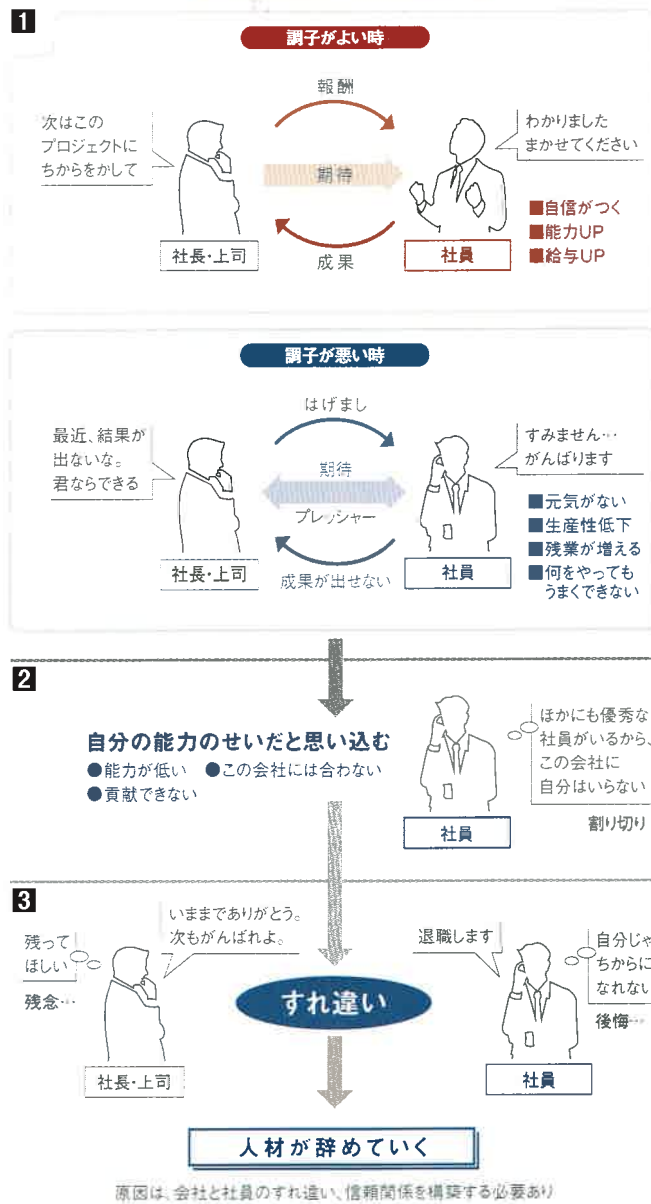 1
調子がよい時
報酬
次はこの
プロジェクトに
ちからをかして
期待
わかりました
まかせてください
成果
社長・上司
社員
■自信がつく
■能力UP
■給与UP
調子が悪い時
はげまし
最近、結果が
出ないな。
君ならできる
期待
プレッシャー
すみません…
がんばります
成果が出せない
社長・上司
社員
■元気がない
■生産性低下
■残業が増える
■何をやっても
うまくできない
2
自分の能力のせいだと思い込む
●能力が低い ●この会社には合わない
●貢献できない
社員
ほかにも優秀な
社員がいるから、
この会社に
自分はいらない
割り切り
3
残って
ほしい
残念…
いままでありがとう。
次もがんばれよ。
社長・上司
すれ違い
退職します
自分じゃ
ちからに
なれない
後悔…
社員
人材が辞めていく
原因は、会社と社員のすれ違い、信頼関係を構築する必要あり